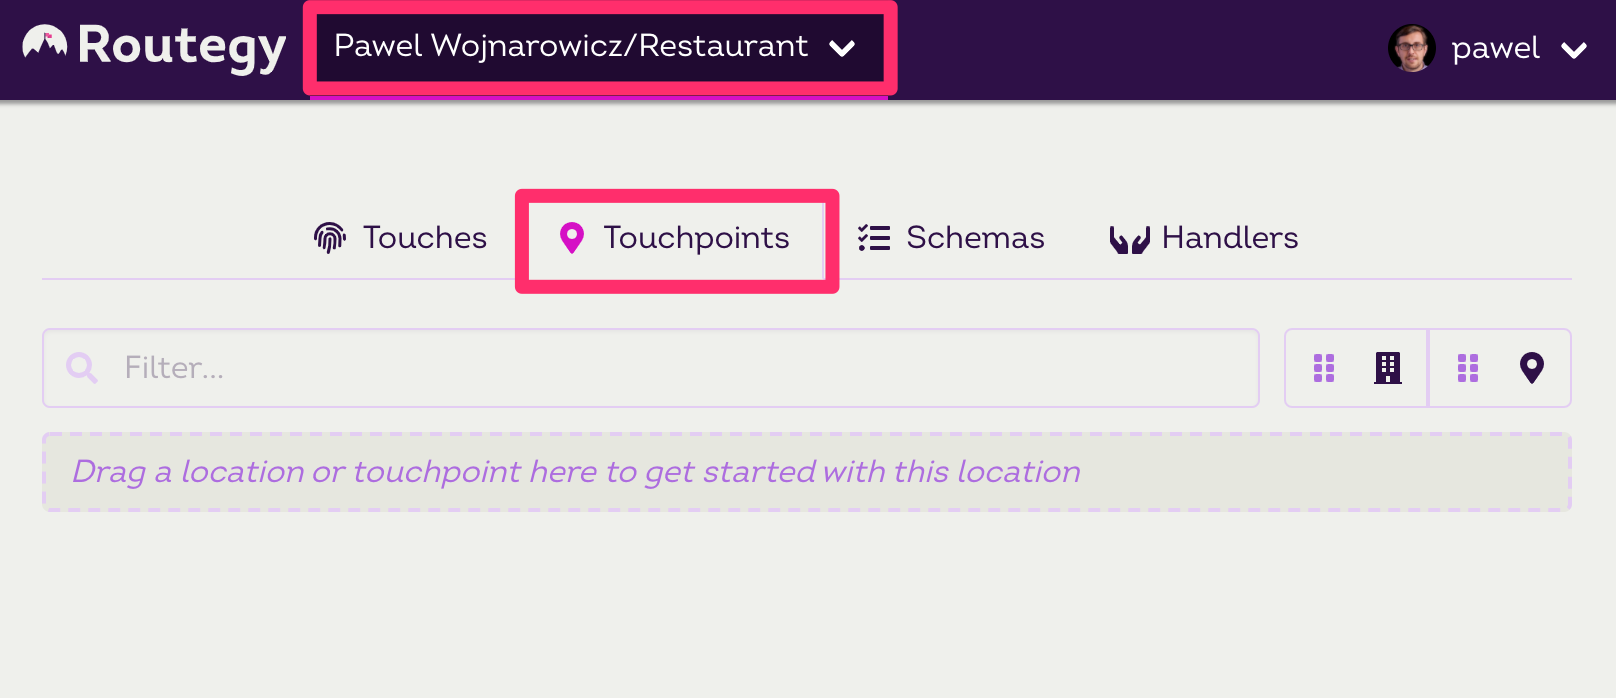 Routegy
Pawel Wojnarowicz/Restaurant
pawel
Touches
Touchpoints
Schemas
Handlers
Filter...
Drag a location or touchpoint here to get started with this location